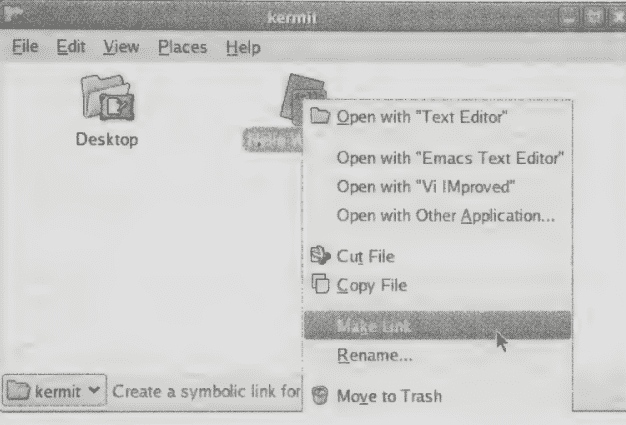 kermit
File Edit View Places Help
Desktop
Open with "Text Editor"
Open with "Emacs Text Editor"
Open with "Vi IMproved"
Open with Other Application...
Cut File
Copy File
Make Link
Rename...
Move to Trash
kermit Create a symbolic link for